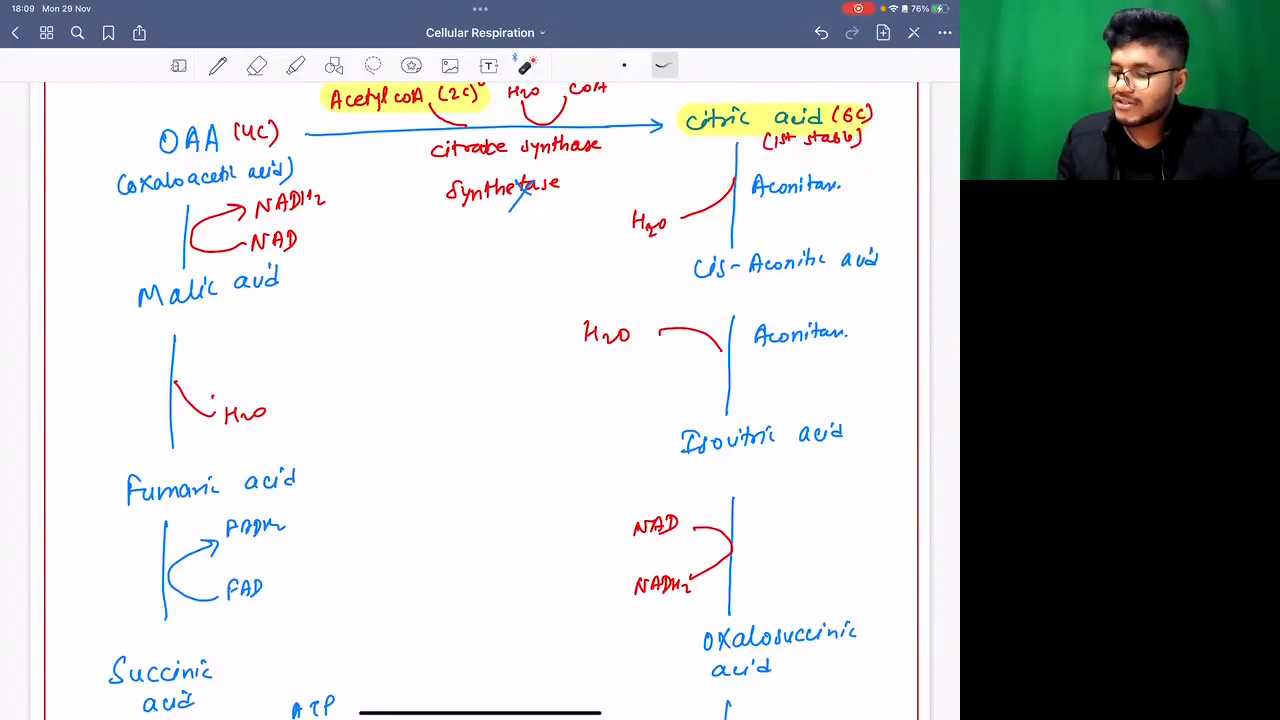 18:09 Mon 29 Nov
76%
Cellular Respiration
Acetyl coA (2c)
H2O
CoA
OAA (4c)
(oxaloacetic acid)
citrate synthase
Synthetase
Citric acid (6c)
(1st stable)
NADH2
NAD
Aconitas.
H2O
Malic acid
Cis-Aconitic acid
H2O
Aconitas.
H2O
Isocitric acid
Fumaric acid
FADH2
FAD
NAD
NADH2
Oxalosuccinic
acid
Succinic
acid
ATP